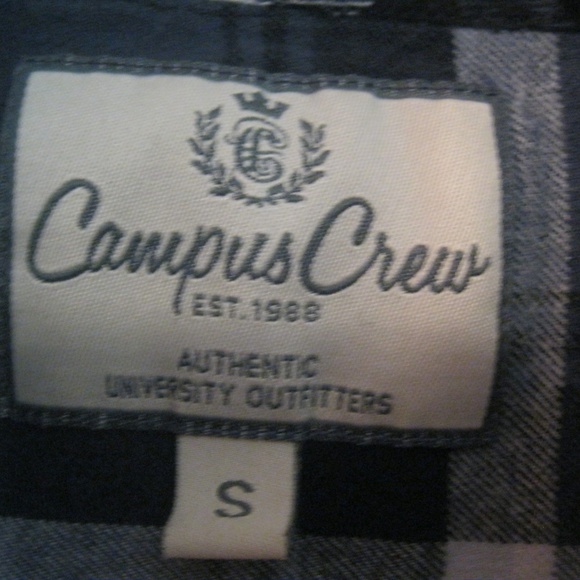 Campus Crew
EST. 1988
AUTHENTIC
UNIVERSITY OUTFITTERS
S